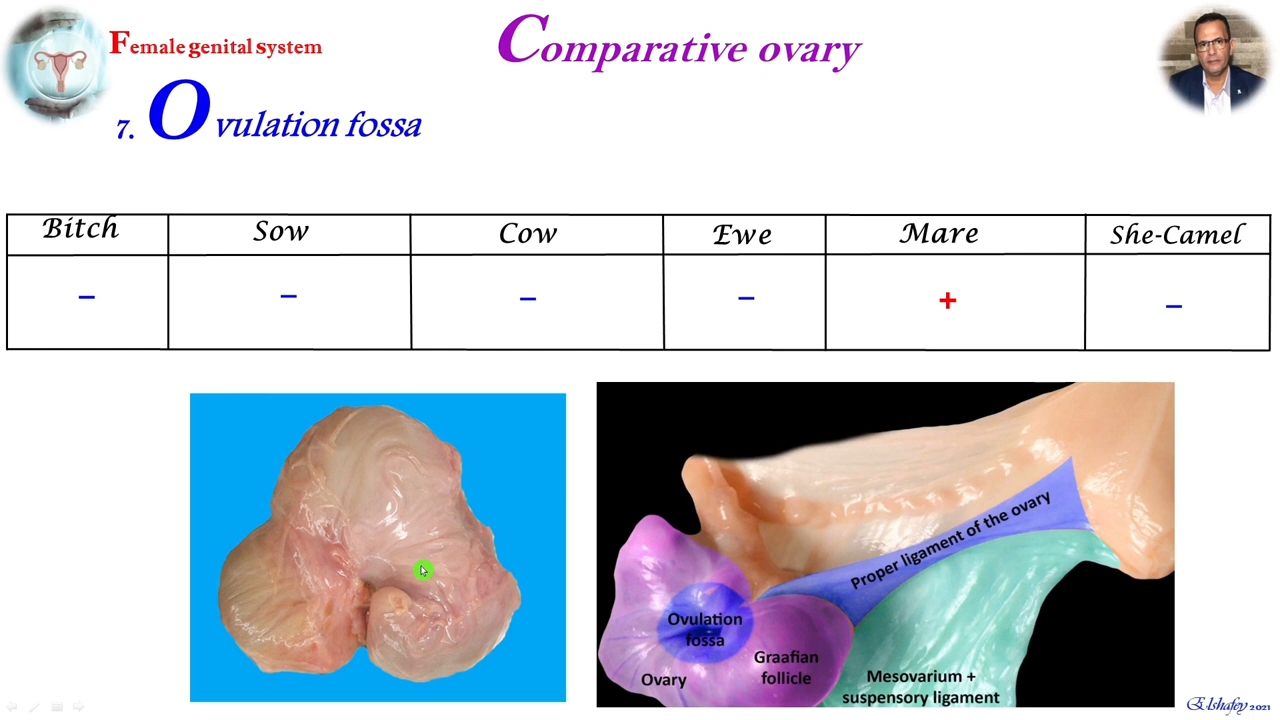 Female genital system
Comparative ovary
7. Ovulation fossa
Bitch Sow Cow Ewe Mare She-Camel
– – – – + –
Proper ligament of the ovary
Ovulation
fossa
Graafian
follicle
Ovary
Mesovarium +
suspensory ligament
Elshafey 2021